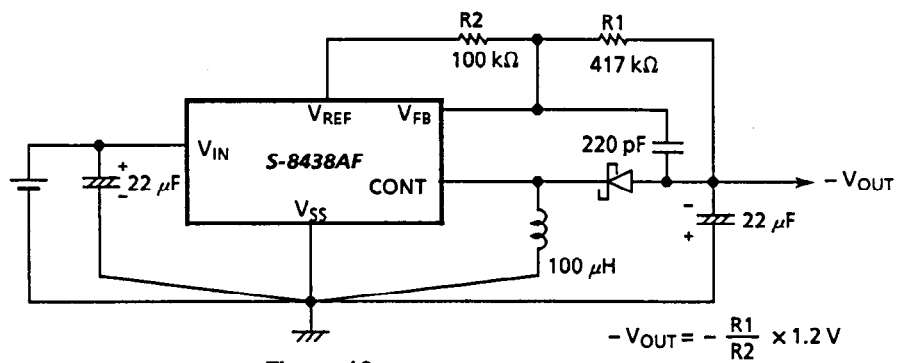 R2
R1
100 kΩ
417 kΩ
VREF
VFB
VIN
S-8438AF
220 pF
+
22 μF
-
CONT
- VOUT
VSS
-
22 μF
+
100 μH
- VOUT = - R1/R2 × 1.2 V